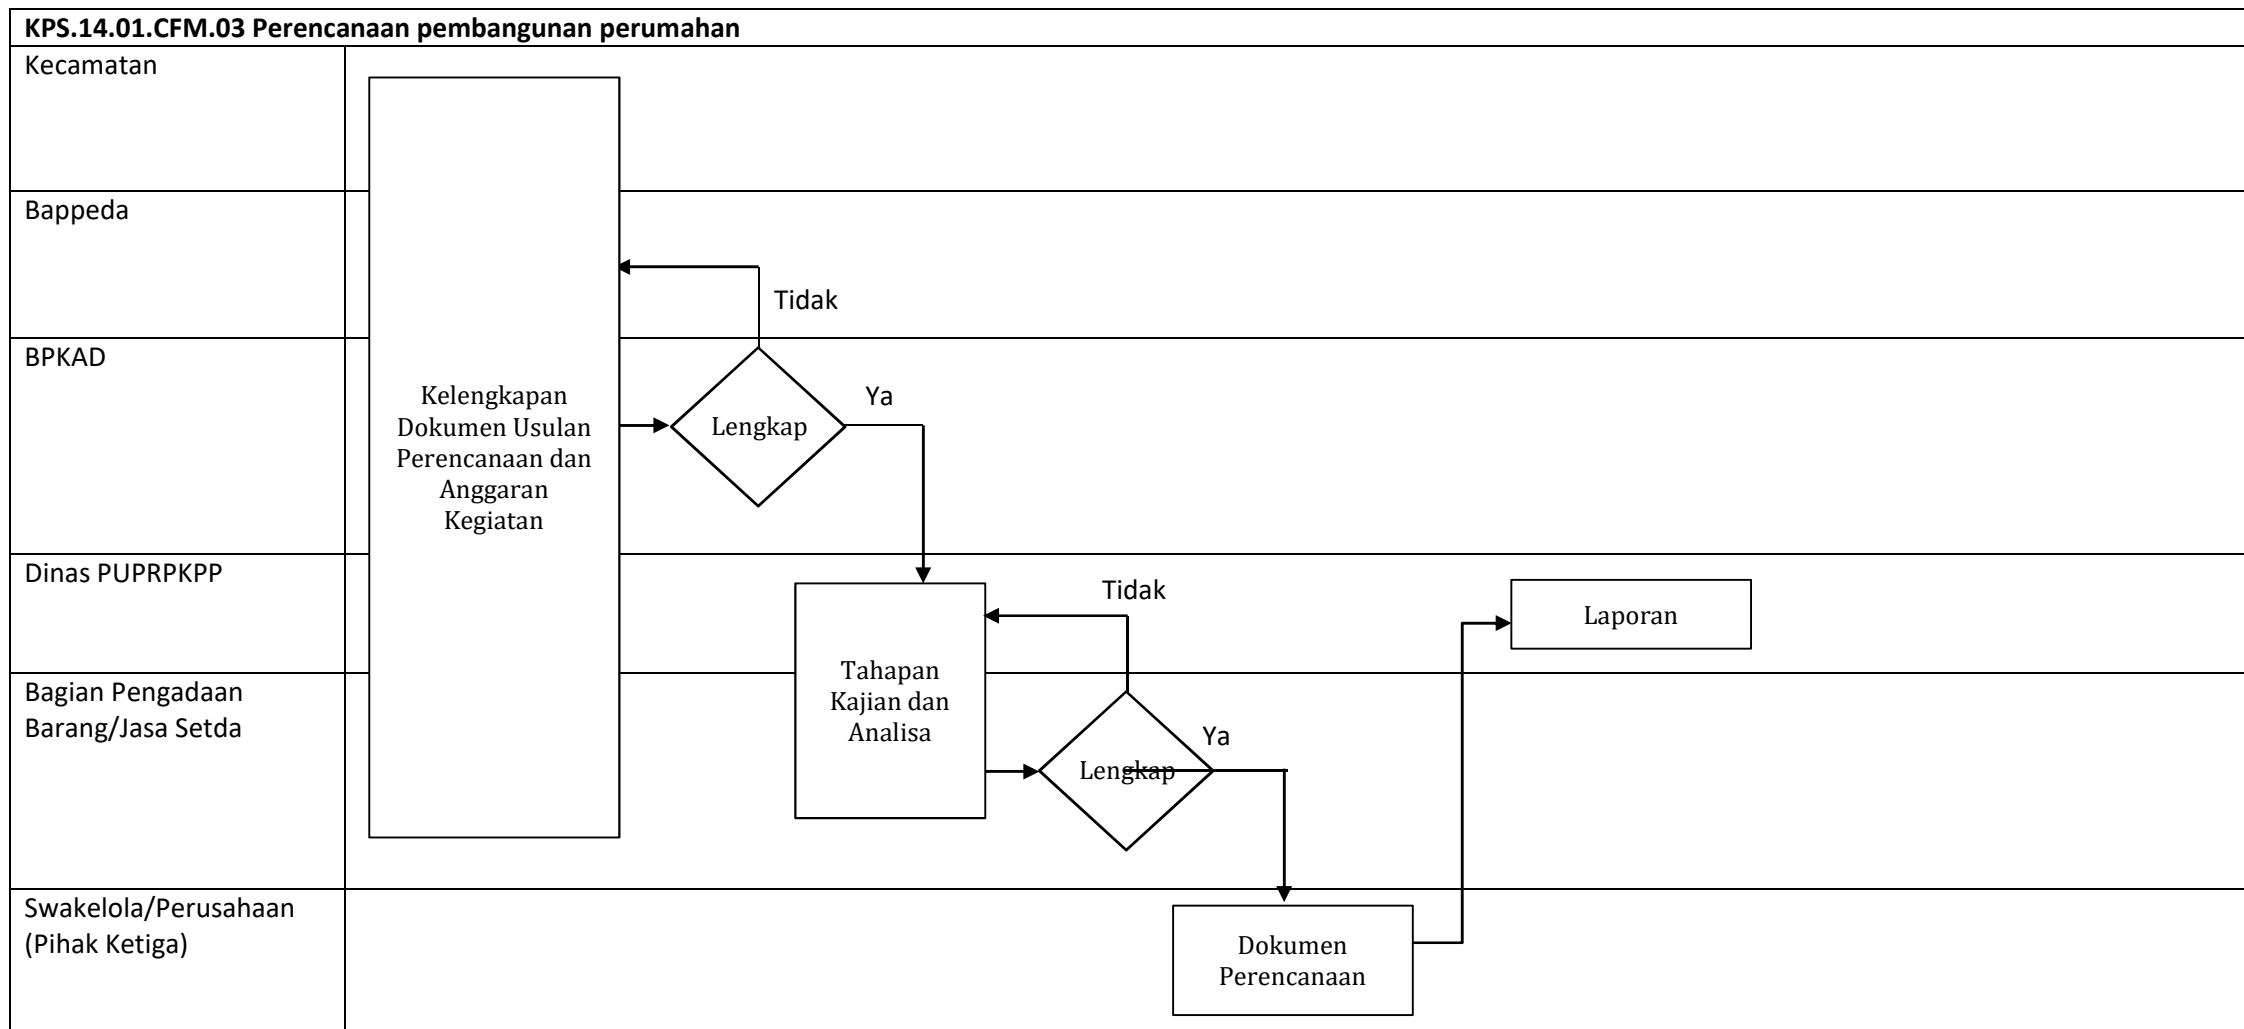 KPS.14.01.CFM.03 Perencanaan pembangunan perumahan
Kecamatan
Bappeda
Tidak
BPKAD
Kelengkapan
Dokumen Usulan
Perencanaan dan
Anggaran
Kegiatan
Lengkap
Ya
Dinas PUPRPKPP
Tidak
Laporan
Bagian Pengadaan
Barang/Jasa Setda
Tahapan
Kajian dan
Analisa
Lengkap
Ya
Swakelola/Perusahaan
(Pihak Ketiga)
Dokumen
Perencanaan